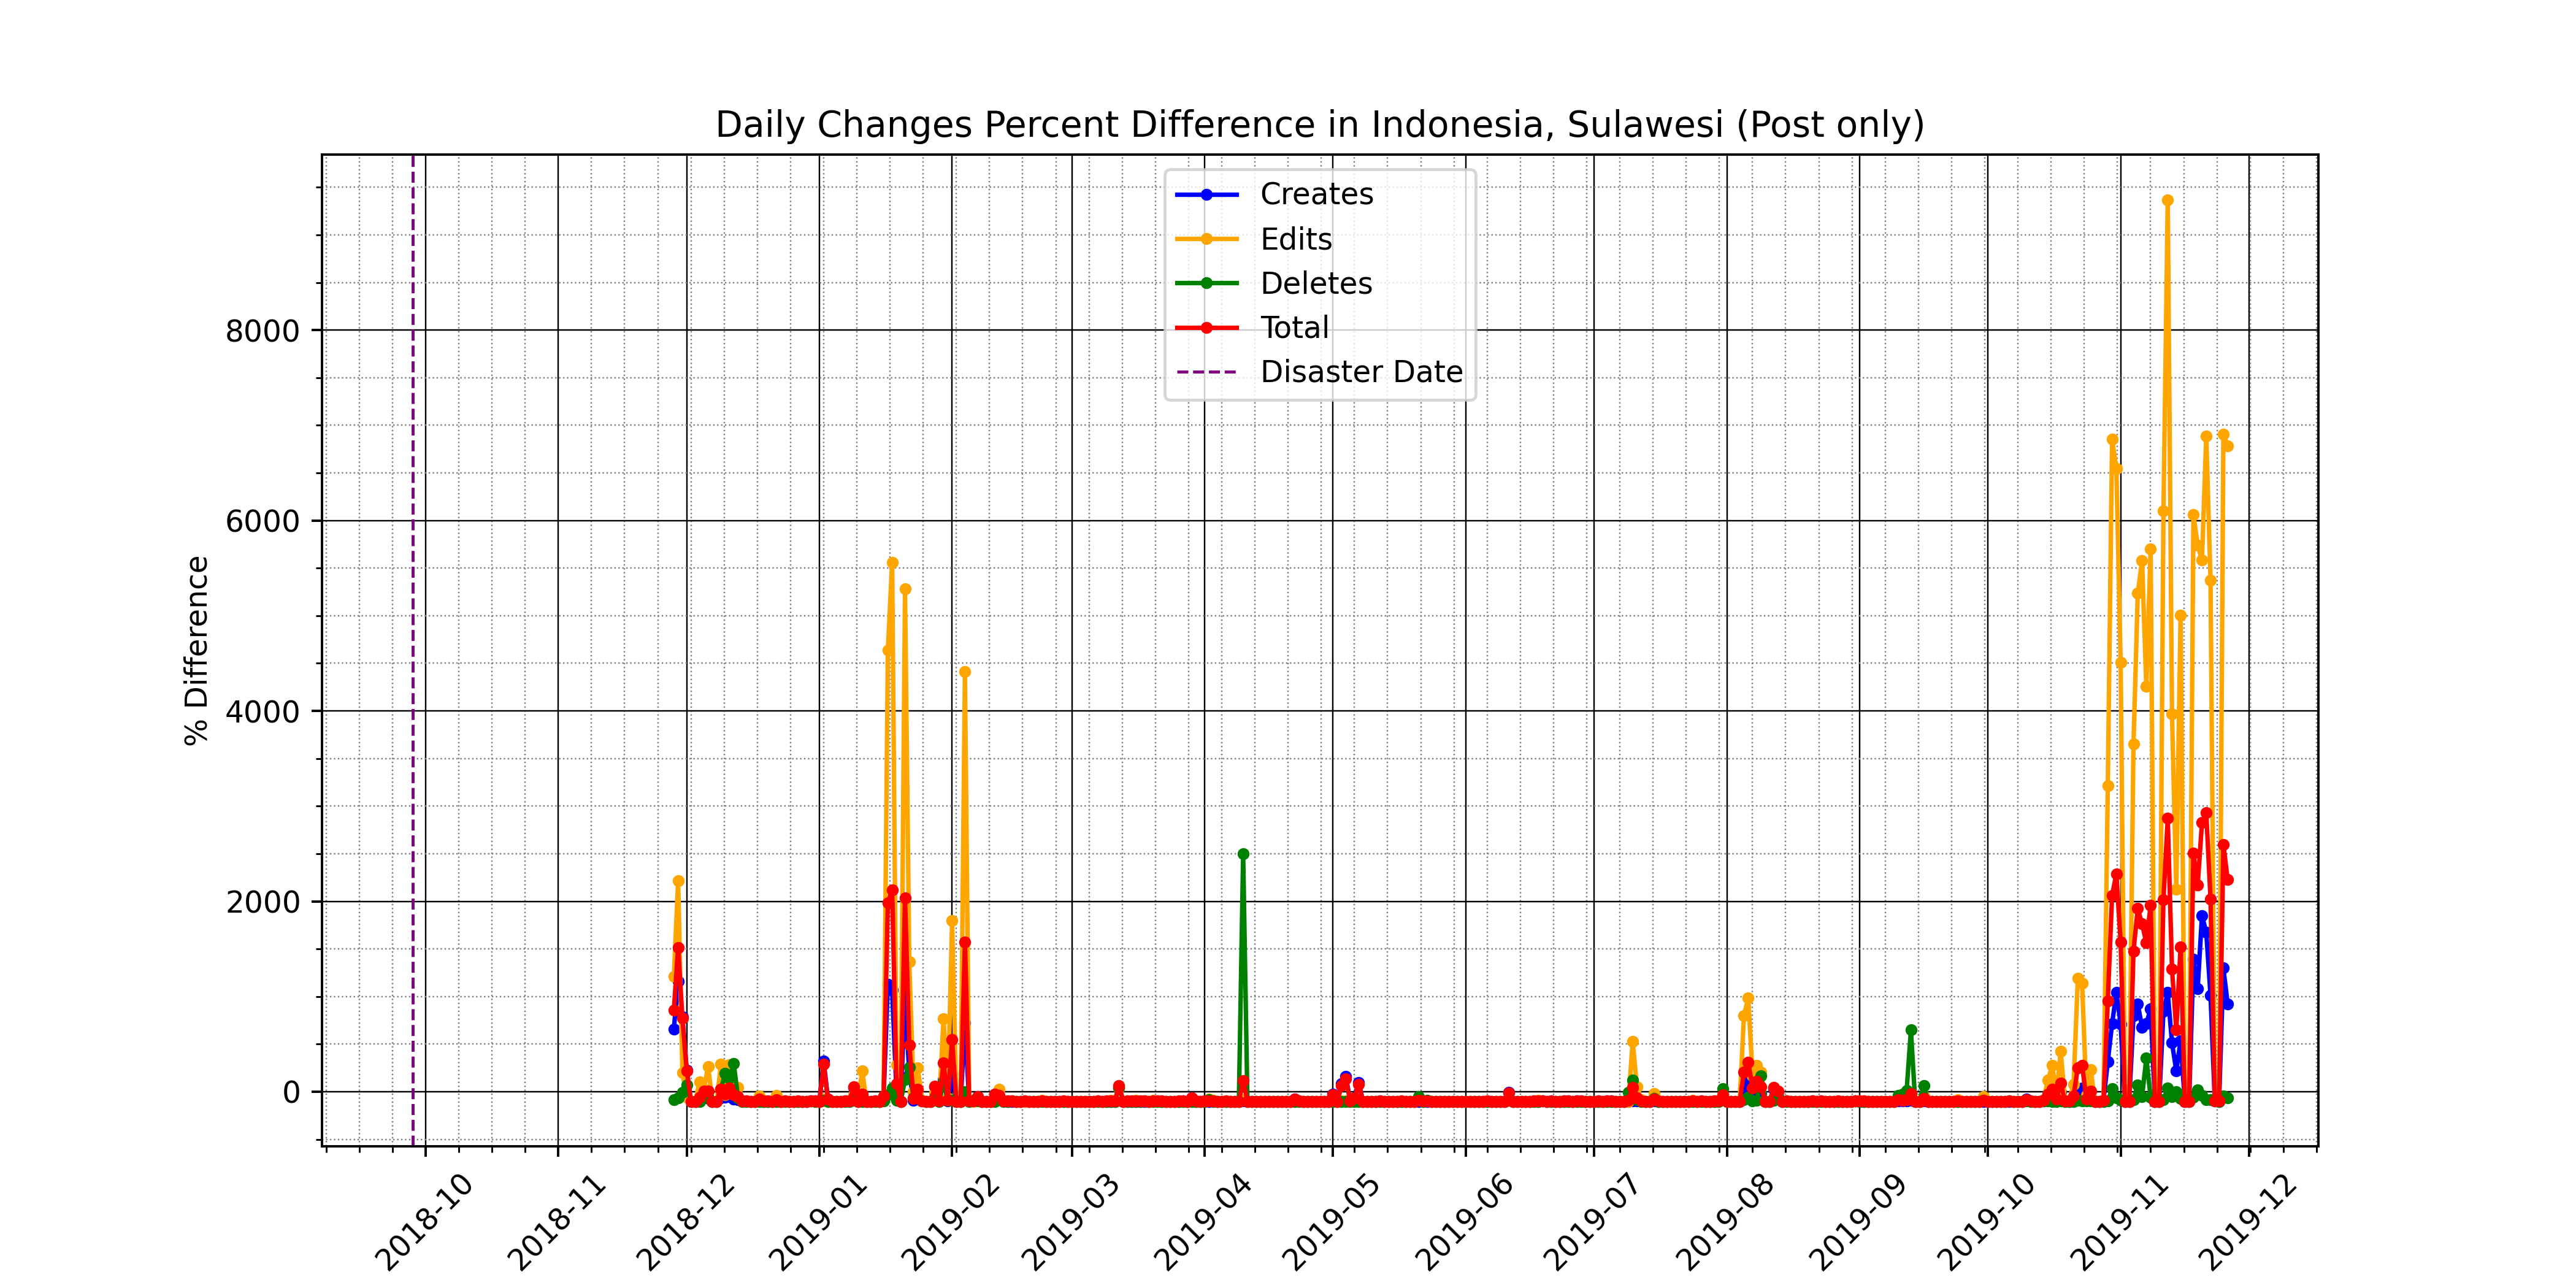 Daily Changes Percent Difference in Indonesia, Sulawesi (Post only)
Creates
Edits
Deletes
Total
Disaster Date
% Difference
8000
6000
4000
2000
0
2018-10
2018-11
2018-12
2019-01
2019-02
2019-03
2019-04
2019-05
2019-06
2019-07
2019-08
2019-09
2019-10
2019-11
2019-12